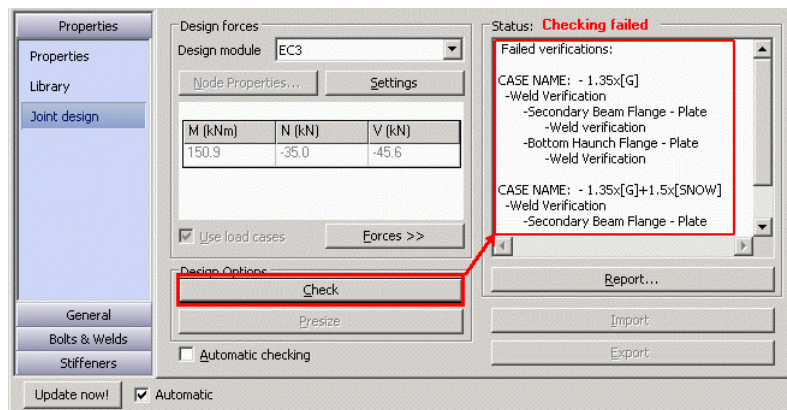 Properties
Properties
Library
Joint design
General
Bolts & Welds
Stiffeners
Update now!
Automatic
Design forces
Design module
EC3
Node Properties...
Settings
M (kNm) N (kN) V (kN)
150.9 -35.0 -45.6
Use load cases
Forces >>
Design Options
Check
Presize
Automatic checking
Status: Checking failed
Failed verifications:
CASE NAME: - 1.35x[G]
-Weld Verification
-Secondary Beam Flange - Plate
-Weld verification
-Bottom Haunch Flange - Plate
-Weld Verification
CASE NAME: - 1.35x[G]+1.5x[SNOW]
-Weld Verification
-Secondary Beam Flange - Plate
Report...
Import
Export